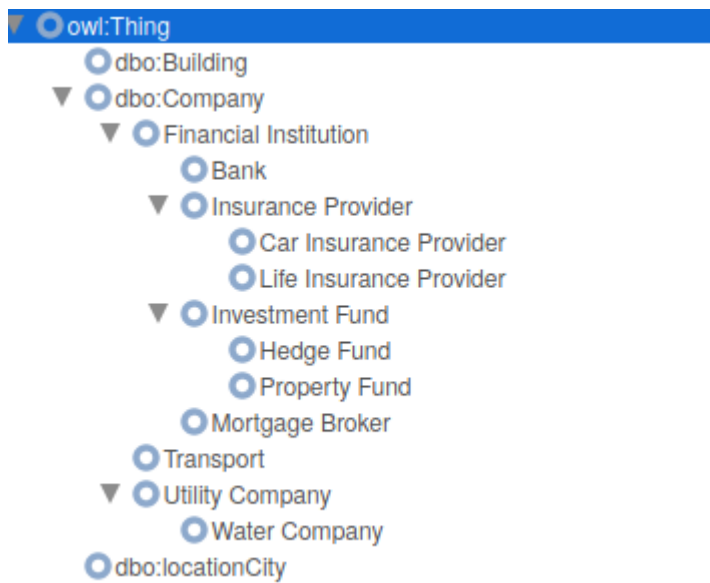 owl:Thing
dbo:Building
dbo:Company
Financial Institution
Bank
Insurance Provider
Car Insurance Provider
Life Insurance Provider
Investment Fund
Hedge Fund
Property Fund
Mortgage Broker
Transport
Utility Company
Water Company
dbo:locationCity